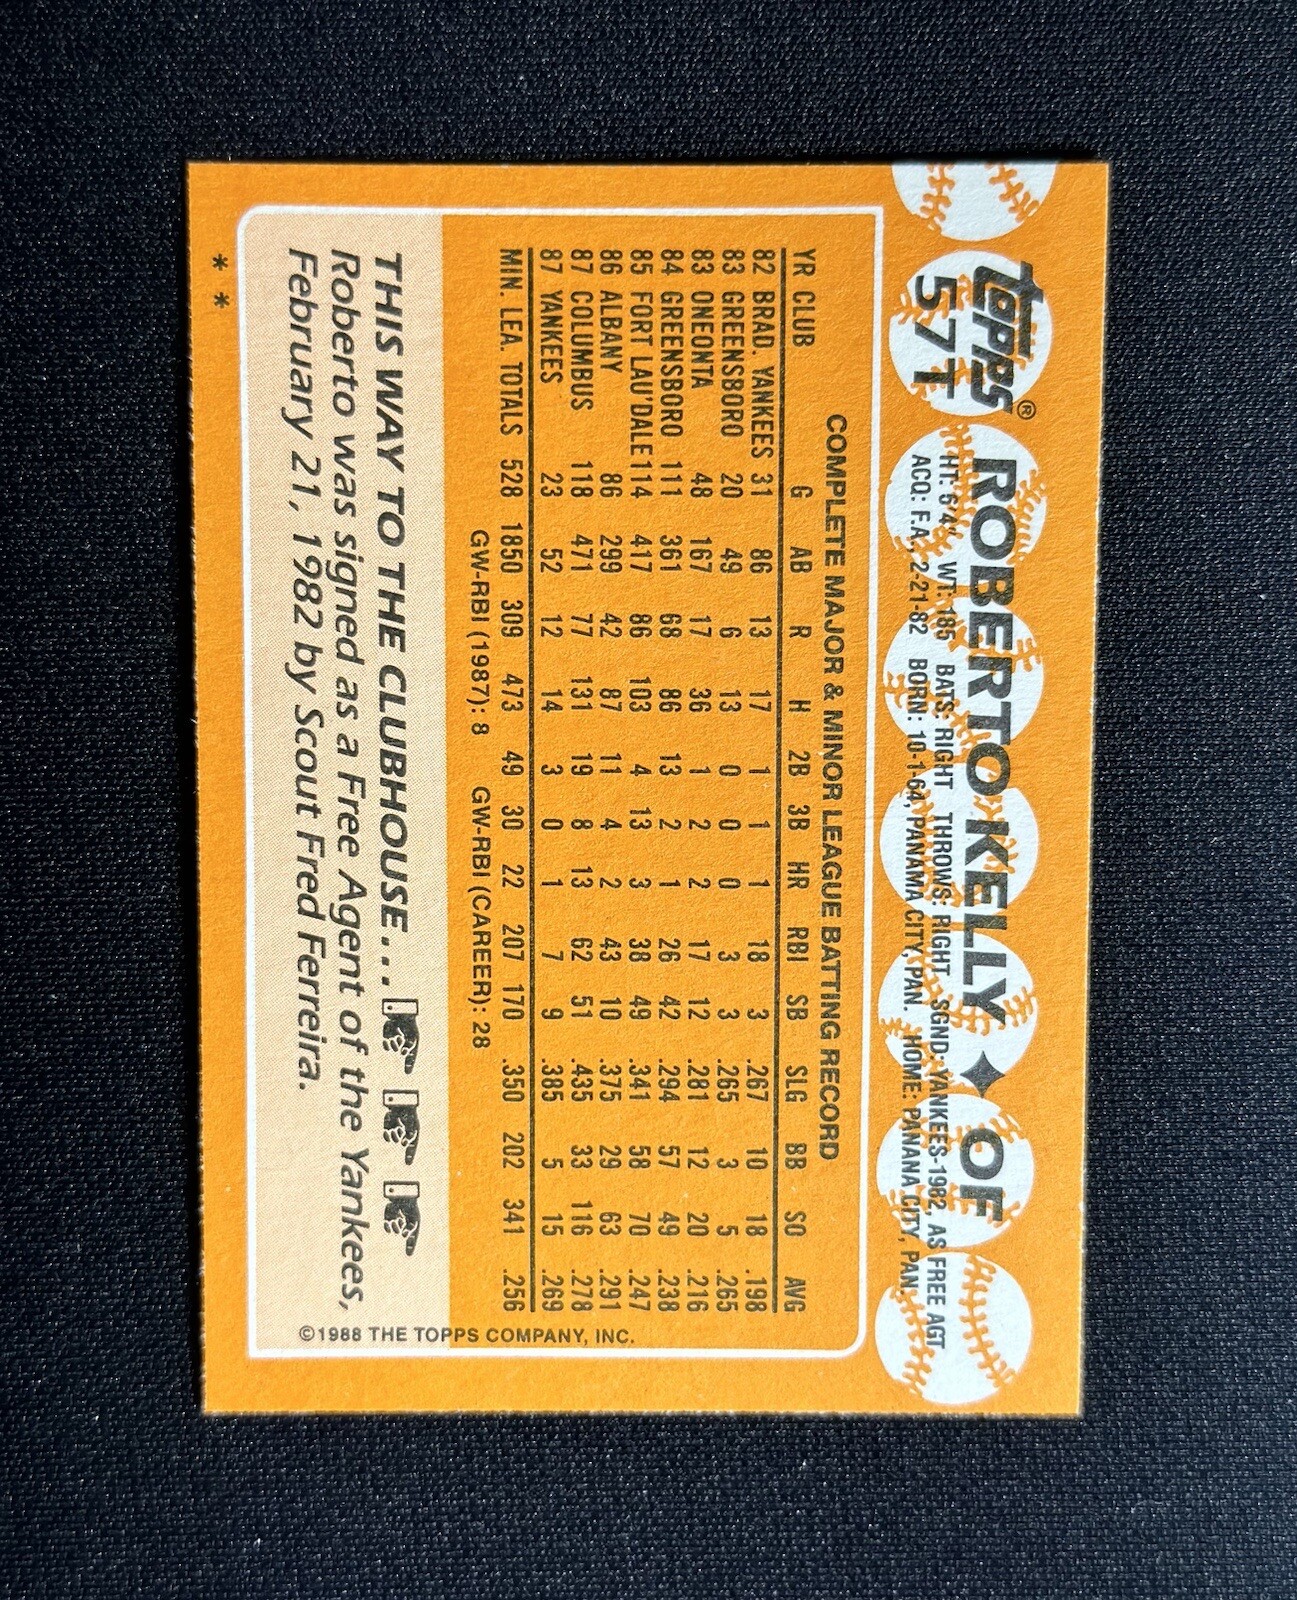 Topps®
57T
ROBERTO KELLY ✦ OF
HT: 6'4" WT: 185 BATS: RIGHT THROWS: RIGHT SGND: YANKEES-1982, AS FREE AGT
ACQ: F.A., 2-21-82 BORN: 10-1-64, PANAMA CITY, PAN. HOME: PANANA CITY, PAN.
COMPLETE MAJOR & MINOR LEAGUE BATTING RECORD
YR CLUB G AB R H 2B 3B HR RBI SB SLG BB SO AVG
82 BRAD. YANKEES 31 86 13 17 1 1 1 18 3 .267 10 18 .198
83 GREENSBORO 20 49 6 13 0 0 0 3 3 .265 3 5 .265
83 ONEONTA 48 167 17 36 1 2 2 17 12 .281 12 20 .216
84 GREENSBORO 111 361 68 86 13 2 1 26 42 .294 57 49 .238
85 FORT LAU'DALE 114 417 86 103 4 13 3 38 49 .341 58 70 .247
86 ALBANY 86 299 42 87 11 4 2 43 10 .375 29 63 .291
87 COLUMBUS 118 471 77 131 19 8 13 62 51 .435 33 116 .278
87 YANKEES 23 52 12 14 3 0 1 7 9 .385 5 15 .269
MIN. LEA. TOTALS 528 1850 309 473 49 30 22 207 170 .350 202 341 .256
GW-RBI (1987): 8 GW-RBI (CAREER): 28
THIS WAY TO THE CLUBHOUSE...
Roberto was signed as a Free Agent of the Yankees,
February 21, 1982 by Scout Fred Ferreira.
©1988 THE TOPPS COMPANY, INC.
* *